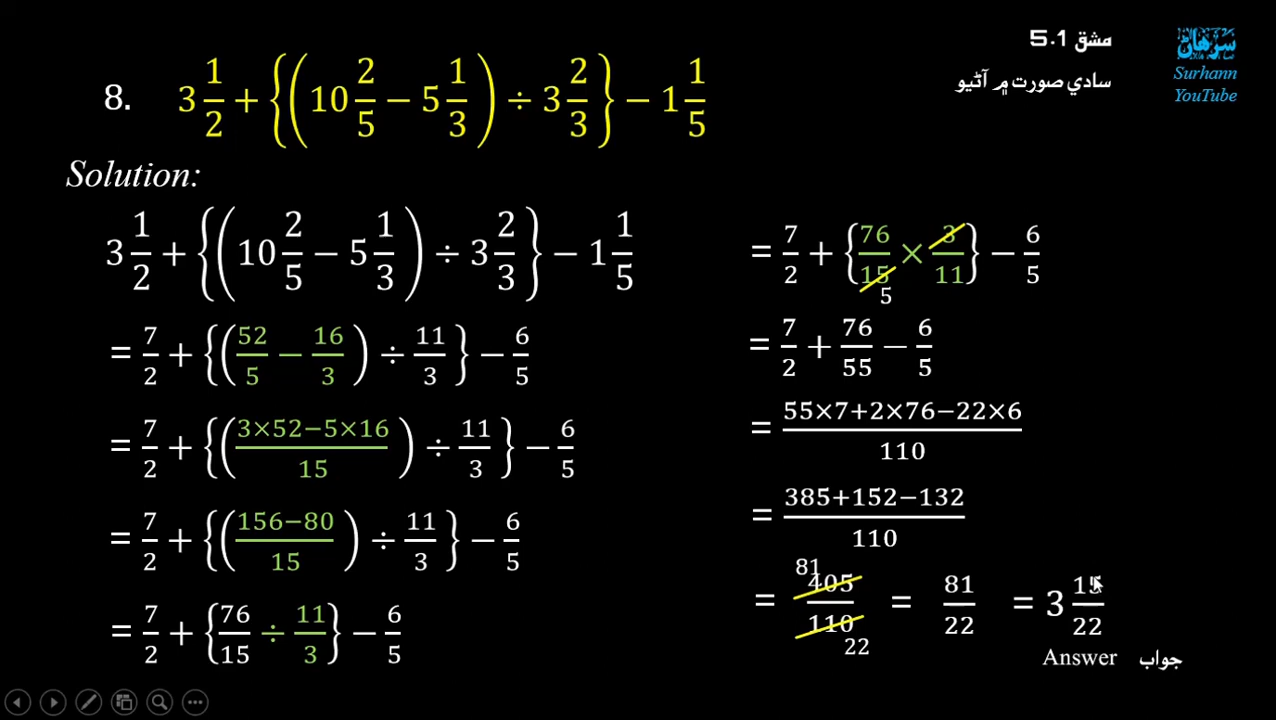 مشق 5.1
سادي صورت ۾ آڻيو
سَرهاڻ
Surhann
YouTube
8. 3 1/2 + {(10 2/5 − 5 1/3) ÷ 3 2/3} − 1 1/5
Solution:
3 1/2 + {(10 2/5 − 5 1/3) ÷ 3 2/3} − 1 1/5
= 7/2 + {(52/5 − 16/3) ÷ 11/3} − 6/5
= 7/2 + {((3×52−5×16)/15) ÷ 11/3} − 6/5
= 7/2 + {((156−80)/15) ÷ 11/3} − 6/5
= 7/2 + {76/15 ÷ 11/3} − 6/5
= 7/2 + {76/15 × 3/11} − 6/5
5
= 7/2 + 76/55 − 6/5
= (55×7+2×76−22×6)/110
= (385+152−132)/110
81
= 405/110 = 81/22 = 3 15/22
22
Answer جواب